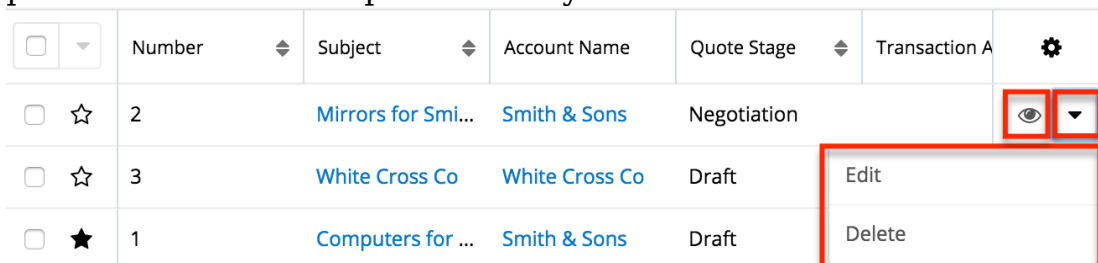 Number Subject Account Name Quote Stage Transaction A
2 Mirrors for Smi... Smith & Sons Negotiation
3 White Cross Co White Cross Co Draft Edit
1 Computers for ... Smith & Sons Draft Delete